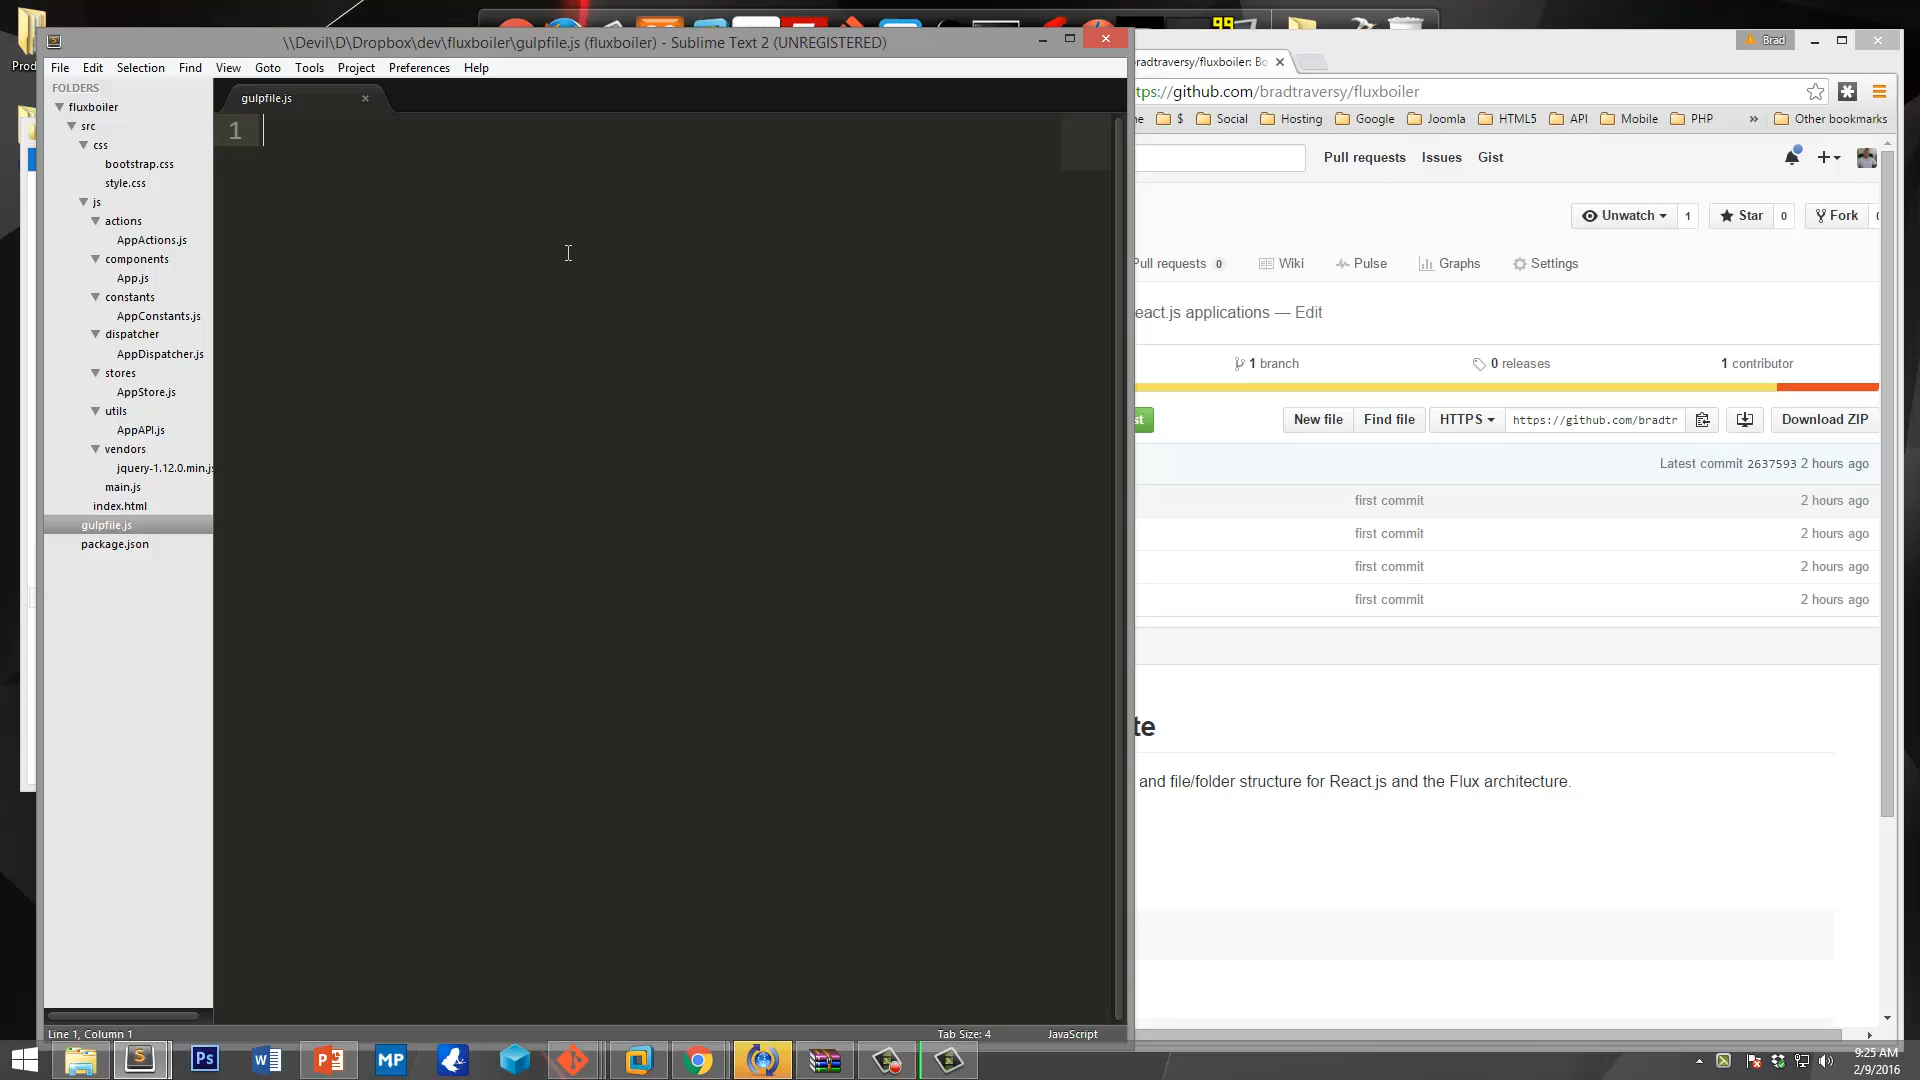 Prod
\\Devil\D\Dropbox\dev\fluxboiler\gulpfile.js (fluxboiler) - Sublime Text 2 (UNREGISTERED)
File Edit Selection Find View Goto Tools Project Preferences Help
FOLDERS
fluxboiler
src
css
bootstrap.css
style.css
js
actions
AppActions.js
components
App.js
constants
AppConstants.js
dispatcher
AppDispatcher.js
stores
AppStore.js
utils
AppAPI.js
vendors
jquery-1.12.0.min.js
main.js
index.html
gulpfile.js
package.json
gulpfile.js
1
Line 1, Column 1
Tab Size: 4 JavaScript
99
Brad
radtraversy/fluxboiler: Bo
tps://github.com/bradtraversy/fluxboiler
ne $ Social Hosting Google Joomla HTML5 API Mobile PHP » Other bookmarks
Pull requests Issues Gist
Unwatch 1 Star 0 Fork 0
Pull requests 0 Wiki Pulse Graphs Settings
eact.js applications — Edit
1 branch 0 releases 1 contributor
st New file Find file HTTPS https://github.com/bradtr Download ZIP
Latest commit 2637593 2 hours ago
first commit 2 hours ago
first commit 2 hours ago
first commit 2 hours ago
first commit 2 hours ago
te
and file/folder structure for React.js and the Flux architecture.
S Ps W P MP
9:25 AM
2/9/2016